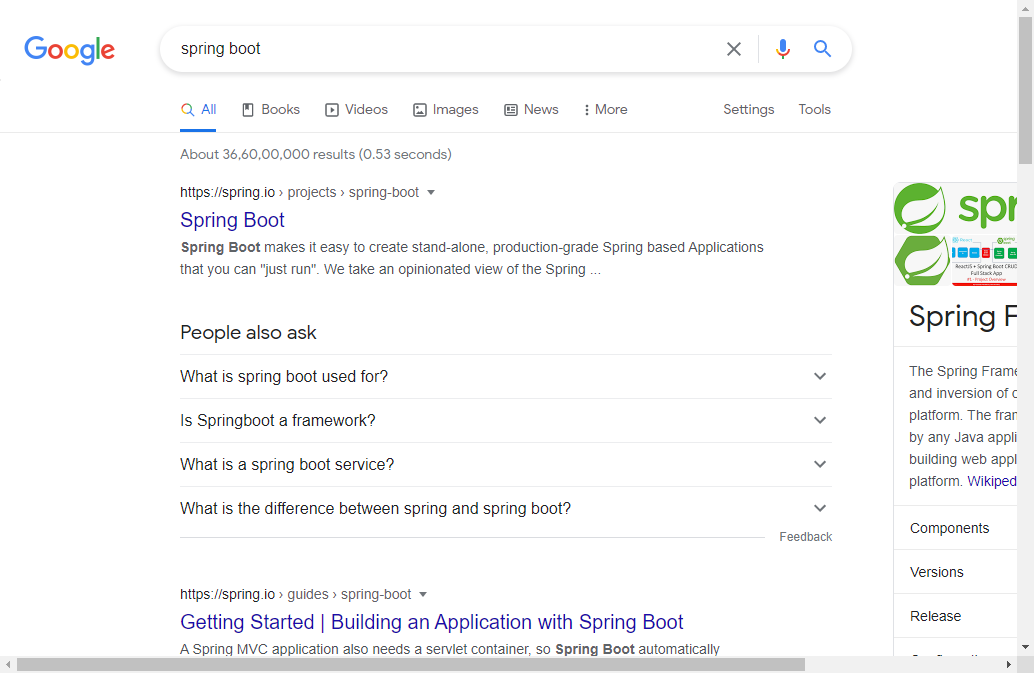 Google
spring boot
All
Books
Videos
Images
News
More
Settings
Tools
About 36,60,00,000 results (0.53 seconds)
https://spring.io › projects › spring-boot
Spring Boot
Spring Boot makes it easy to create stand-alone, production-grade Spring based Applications
that you can "just run". We take an opinionated view of the Spring ...
People also ask
What is spring boot used for?
Is Springboot a framework?
What is a spring boot service?
What is the difference between spring and spring boot?
Feedback
https://spring.io › guides › spring-boot
Getting Started | Building an Application with Spring Boot
A Spring MVC application also needs a servlet container, so Spring Boot automatically
spr
ReactJS + Spring Boot CRUD
Full Stack App
#1 - Project Overview
Spring F
The Spring Frame
and inversion of c
platform. The fran
by any Java appli
building web appl
platform. Wikiped
Components
Versions
Release